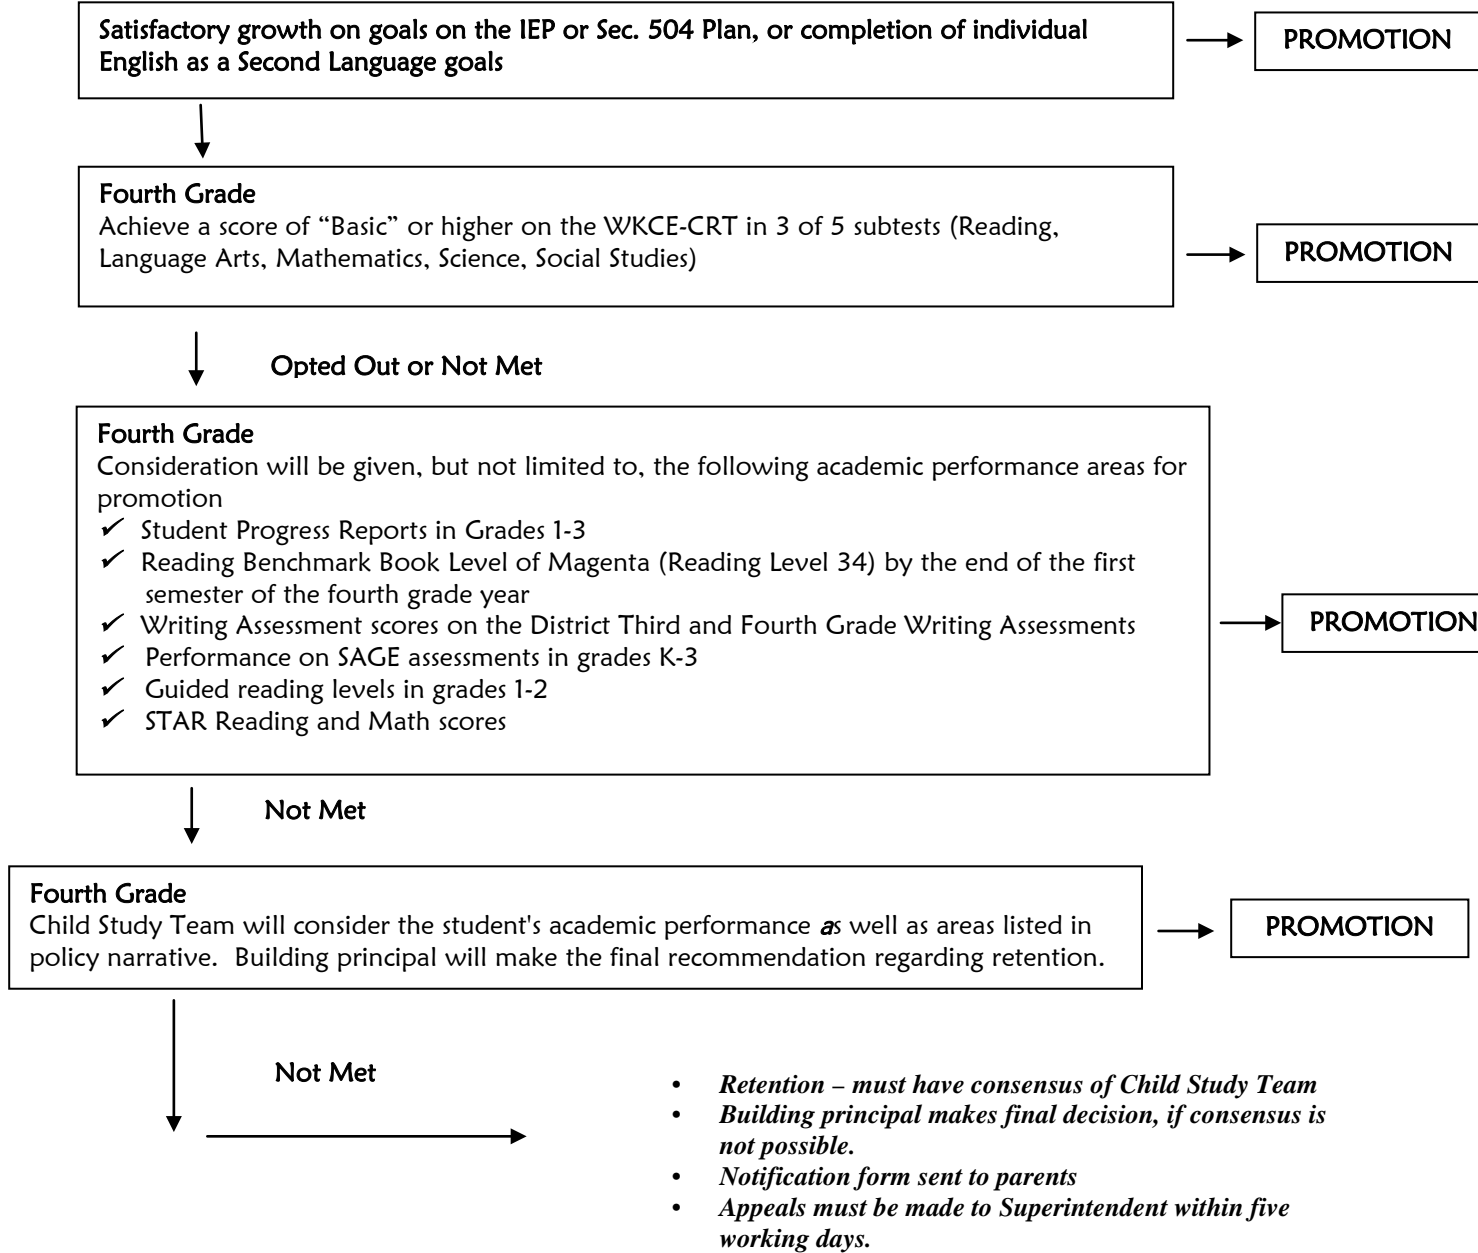 Satisfactory growth on goals on the IEP or Sec. 504 Plan, or completion of individual
English as a Second Language goals
PROMOTION
Fourth Grade
Achieve a score of “Basic” or higher on the WKCE-CRT in 3 of 5 subtests (Reading,
Language Arts, Mathematics, Science, Social Studies)
PROMOTION
Opted Out or Not Met
Fourth Grade
Consideration will be given, but not limited to, the following academic performance areas for
promotion
✓ Student Progress Reports in Grades 1-3
✓ Reading Benchmark Book Level of Magenta (Reading Level 34) by the end of the first
semester of the fourth grade year
✓ Writing Assessment scores on the District Third and Fourth Grade Writing Assessments
✓ Performance on SAGE assessments in grades K-3
✓ Guided reading levels in grades 1-2
✓ STAR Reading and Math scores
PROMOTION
Not Met
Fourth Grade
Child Study Team will consider the student's academic performance as well as areas listed in
policy narrative.  Building principal will make the final recommendation regarding retention.
PROMOTION
Not Met
• Retention – must have consensus of Child Study Team
• Building principal makes final decision, if consensus is
not possible.
• Notification form sent to parents
• Appeals must be made to Superintendent within five
working days.